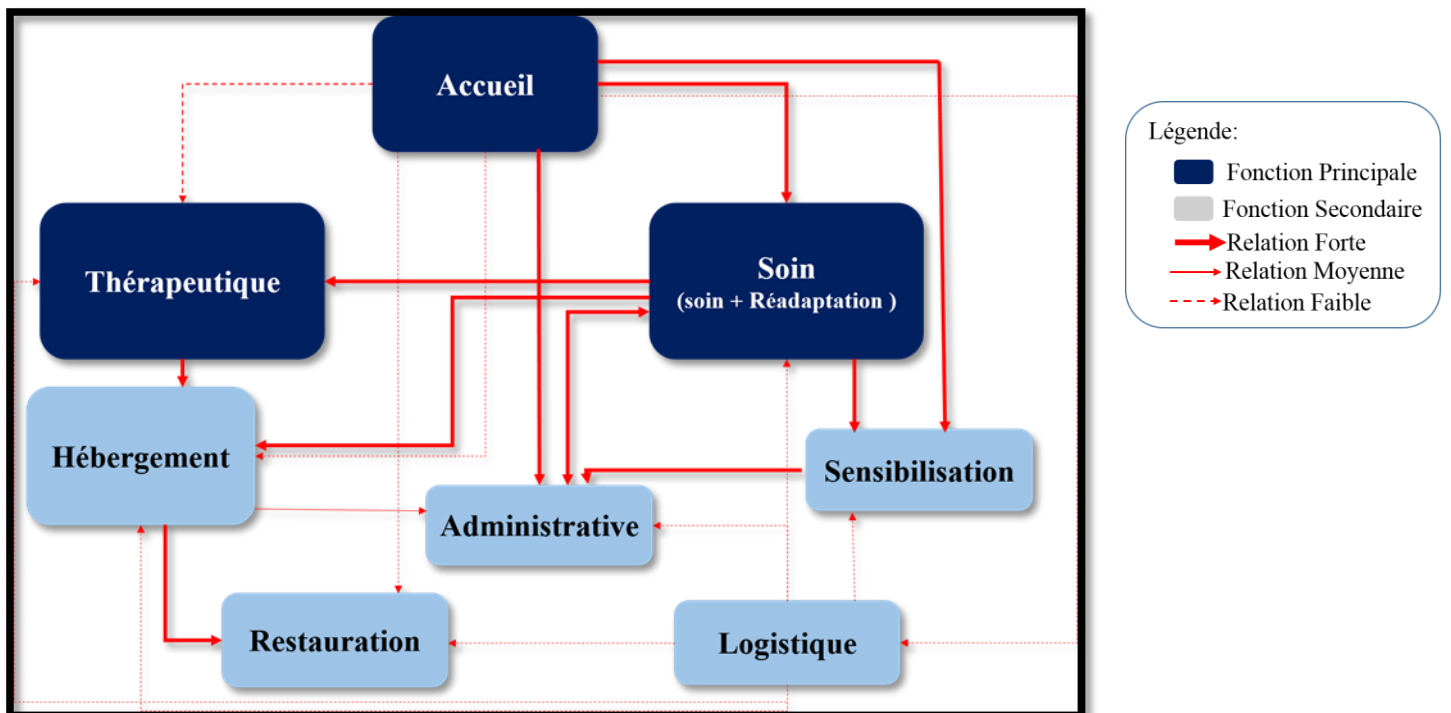 Accueil
Thérapeutique
Soin
(soin + Réadaptation )
Hébergement
Sensibilisation
Administrative
Restauration
Logistique
Légende:
Fonction Principale
Fonction Secondaire
Relation Forte
Relation Moyenne
Relation Faible